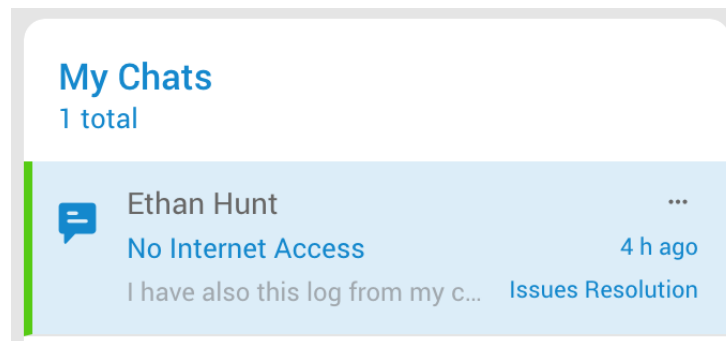 My Chats
1 total
Ethan Hunt ...
No Internet Access 4 h ago
I have also this log from my c... Issues Resolution